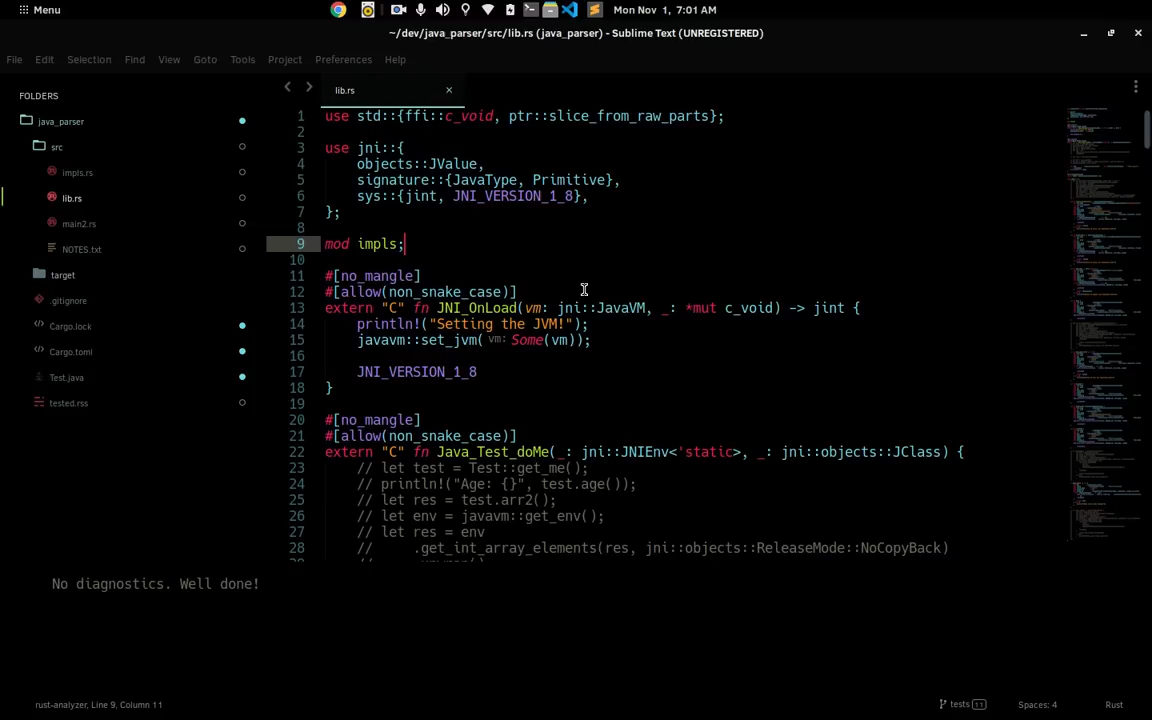 Menu
Mon Nov 1, 7:01 AM
~/dev/java_parser/src/lib.rs (java_parser) - Sublime Text (UNREGISTERED)
File Edit Selection Find View Goto Tools Project Preferences Help
FOLDERS
java_parser
src
impls.rs
lib.rs
main2.rs
NOTES.txt
target
.gitignore
Cargo.lock
Cargo.toml
Test.java
tested.rss
lib.rs
1 use std::{ffi::c_void, ptr::slice_from_raw_parts};
2
3 use jni::{
4     objects::JValue,
5     signature::{JavaType, Primitive},
6     sys::{jint, JNI_VERSION_1_8},
7 };
8
9 mod impls;
10
11 #[no_mangle]
12 #[allow(non_snake_case)]
13 extern "C" fn JNI_OnLoad(vm: jni::JavaVM, _: *mut c_void) -> jint {
14     println!("Setting the JVM!");
15     javavm::set_jvm(vm: Some(vm));
16
17     JNI_VERSION_1_8
18 }
19
20 #[no_mangle]
21 #[allow(non_snake_case)]
22 extern "C" fn Java_Test_doMe(_: jni::JNIEnv<'static>, _: jni::objects::JClass) {
23     // let test = Test::get_me();
24     // println!("Age: {}", test.age());
25     // let res = test.arr2();
26     // let env = javavm::get_env();
27     // let res = env
28     //     .get_int_array_elements(res, jni::objects::ReleaseMode::NoCopyBack)
No diagnostics. Well done!
rust-analyzer, Line 9, Column 11
tests 11
Spaces: 4
Rust